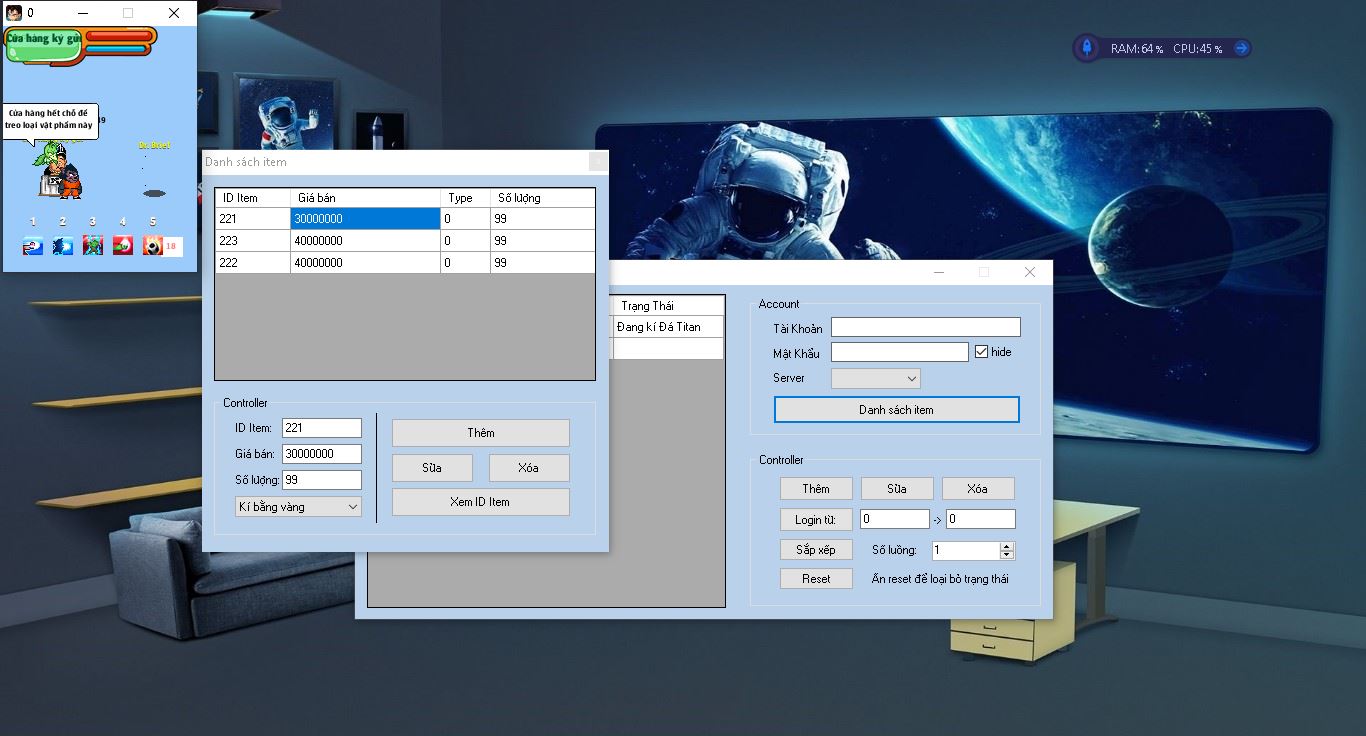 0
Cửa hàng ký gửi
Cửa hàng hết chỗ để
treo loại vật phẩm này
Dr. Brief
1 2 3 4 5
18
RAM:64% CPU:45%
Danh sách item
ID Item Giá bán Type Số lượng
221 30000000 0 99
223 40000000 0 99
222 40000000 0 99
Controller
ID Item: 221
Giá bán: 30000000
Số lượng: 99
Kí bằng vàng
Thêm
Sửa Xóa
Xem ID Item
Trạng Thái
Đang kí Đá Titan
Account
Tài Khoản
Mật Khẩu hide
Server
Danh sách item
Controller
Thêm Sửa Xóa
Login từ: 0 -> 0
Sắp xếp Số luồng: 1
Reset Ấn reset để loại bỏ trạng thái